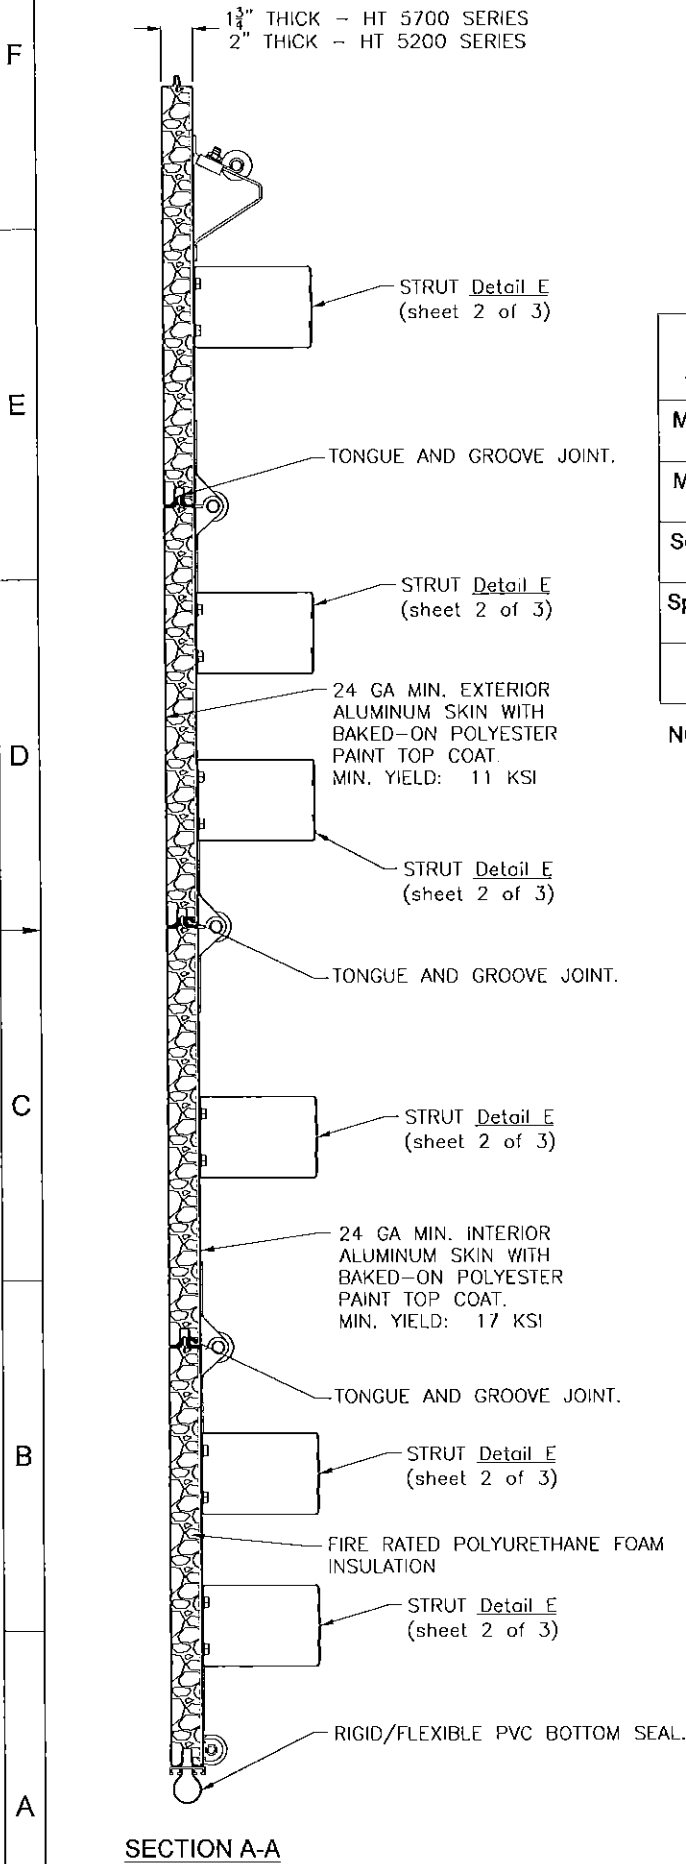 1¾" THICK - HT 5700 SERIES
2" THICK - HT 5200 SERIES
F
STRUT Detail E
(sheet 2 of 3)
E
TONGUE AND GROOVE JOINT.
STRUT Detail E
(sheet 2 of 3)
24 GA MIN. EXTERIOR
ALUMINUM SKIN WITH
BAKED-ON POLYESTER
PAINT TOP COAT.
MIN. YIELD: 11 KSI
D
STRUT Detail E
(sheet 2 of 3)
TONGUE AND GROOVE JOINT.
C
STRUT Detail E
(sheet 2 of 3)
24 GA MIN. INTERIOR
ALUMINUM SKIN WITH
BAKED-ON POLYESTER
PAINT TOP COAT.
MIN. YIELD: 17 KSI
TONGUE AND GROOVE JOINT.
B
STRUT Detail E
(sheet 2 of 3)
FIRE RATED POLYURETHANE FOAM
INSULATION
STRUT Detail E
(sheet 2 of 3)
RIGID/FLEXIBLE PVC BOTTOM SEAL.
A
SECTION A-A